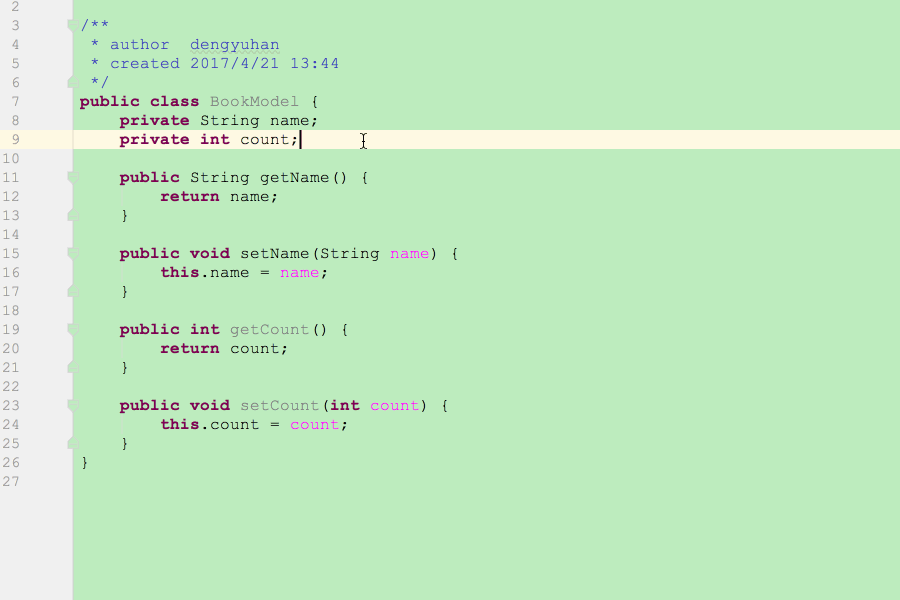 2
3 /**
4  * author  dengyuhan
5  * created 2017/4/21 13:44
6  */
7 public class BookModel {
8     private String name;
9     private int count;
10
11     public String getName() {
12         return name;
13     }
14
15     public void setName(String name) {
16         this.name = name;
17     }
18
19     public int getCount() {
20         return count;
21     }
22
23     public void setCount(int count) {
24         this.count = count;
25     }
26 }
27